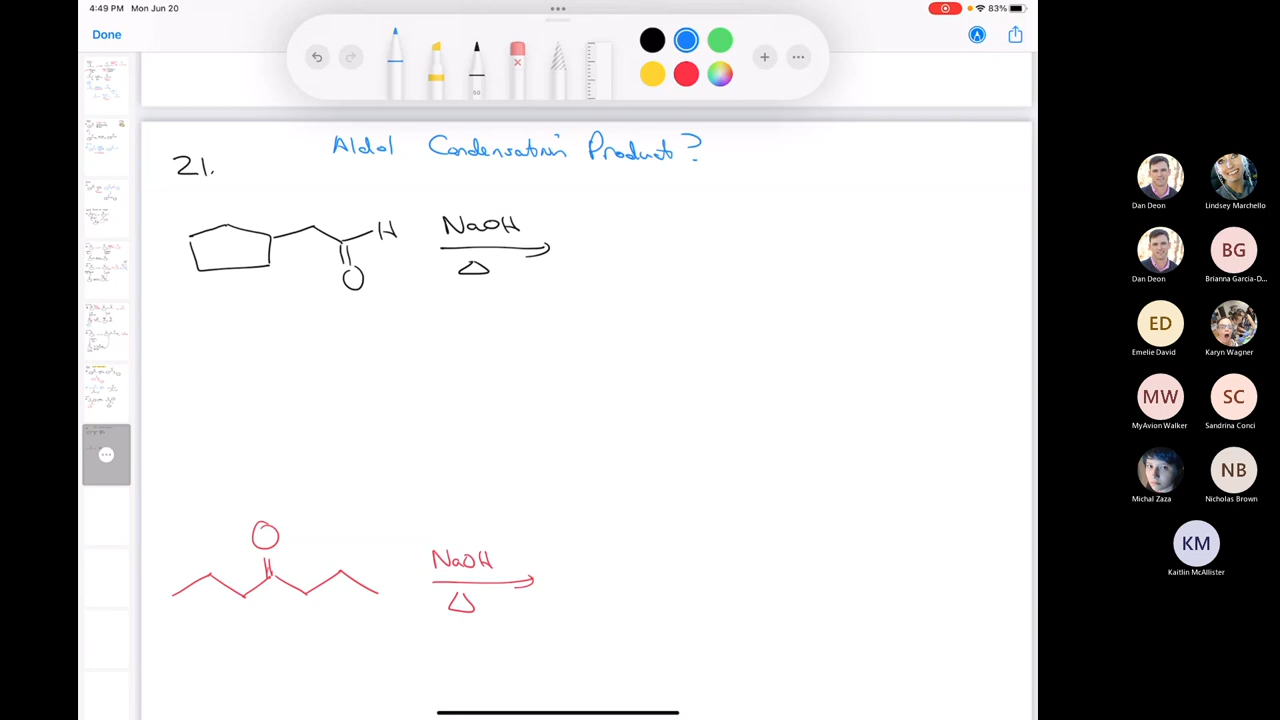 4:49 PM Mon Jun 20
83%
Done
Aldol Condensation Product?
21.
H
O
NaOH
△
O
NaOH
△
Dan Deon
Lindsey Marchello
BG
Dan Deon
Brianna Garcia-D...
ED
Emelie David
Karyn Wagner
MW
SC
MyAvion Walker
Sandrina Conci
NB
Michal Zaza
Nicholas Brown
KM
Kaitlin McAllister